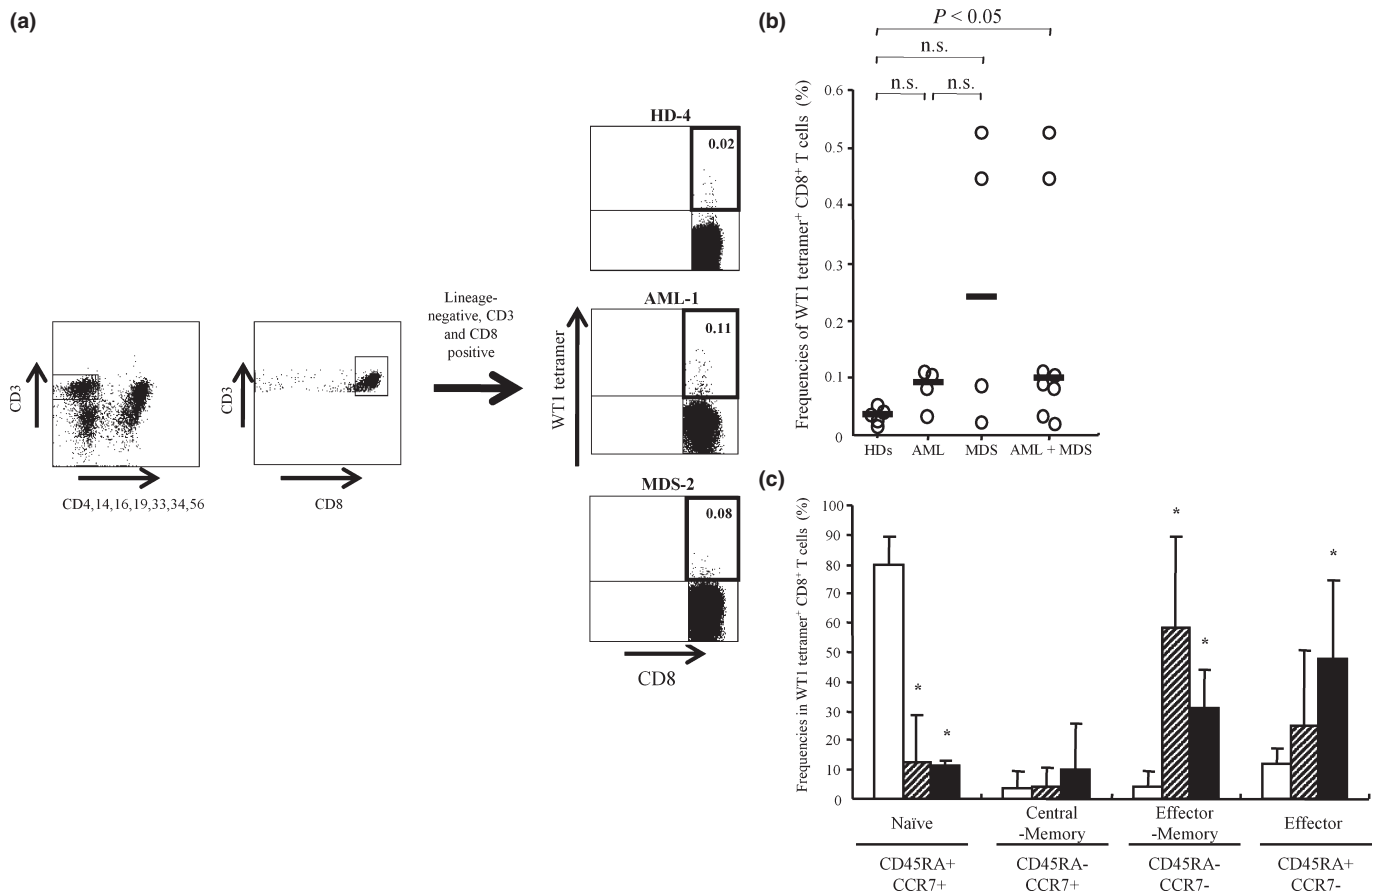 (a)
CD3
CD4,14,16,19,33,34,56
CD3
CD8
Lineage-
negative, CD3
and CD8
positive
WT1 tetramer
HD-4
0.02
AML-1
0.11
MDS-2
0.08
CD8
(b)
P < 0.05
n.s.
n.s.
n.s.
Frequencies of WT1 tetramer⁺ CD8⁺ T cells (%)
0.6
0.5
0.4
0.3
0.2
0.1
0
HDs
AML
MDS
AML + MDS
(c)
Frequencies in WT1 tetramer⁺ CD8⁺ T cells (%)
100
90
80
70
60
50
40
30
20
10
0
*
*
*
*
*
Naïve
CD45RA+
CCR7+
Central
-Memory
CD45RA-
CCR7+
Effector
-Memory
CD45RA-
CCR7-
Effector
CD45RA+
CCR7-